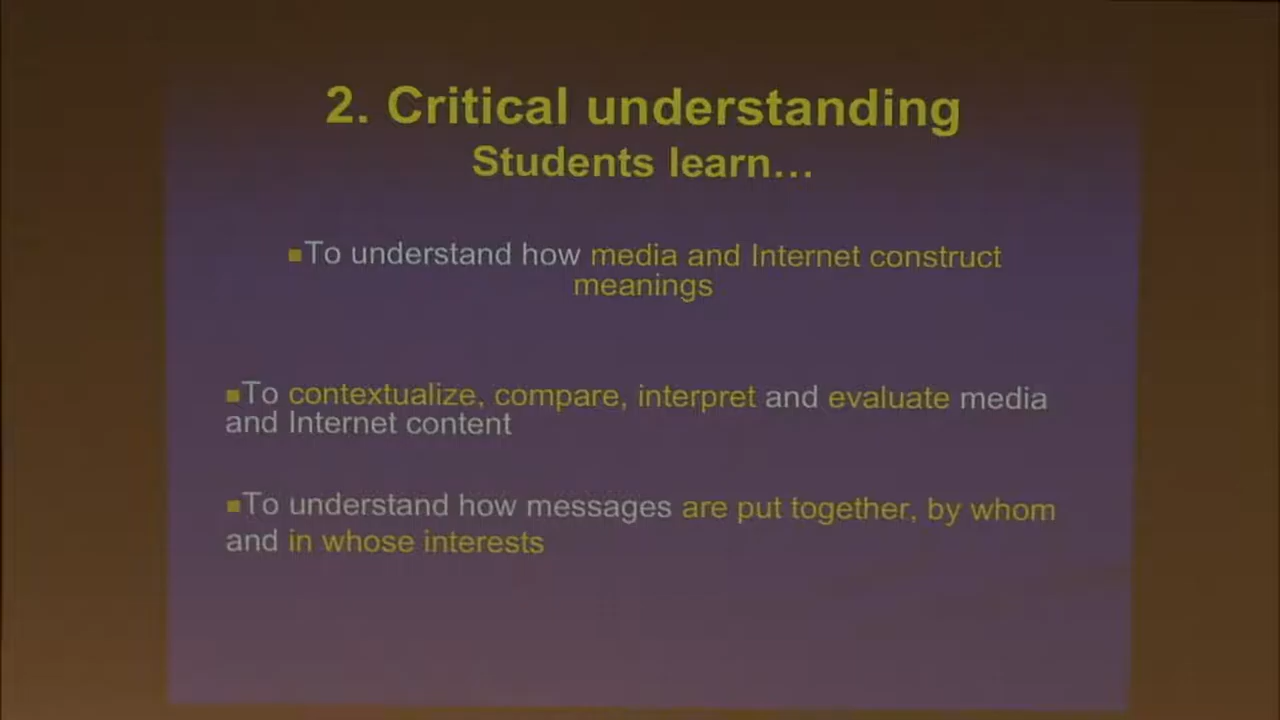 2. Critical understanding
Students learn...
▪To understand how media and Internet construct
meanings
▪To contextualize, compare, interpret and evaluate media
and Internet content
▪To understand how messages are put together, by whom
and in whose interests